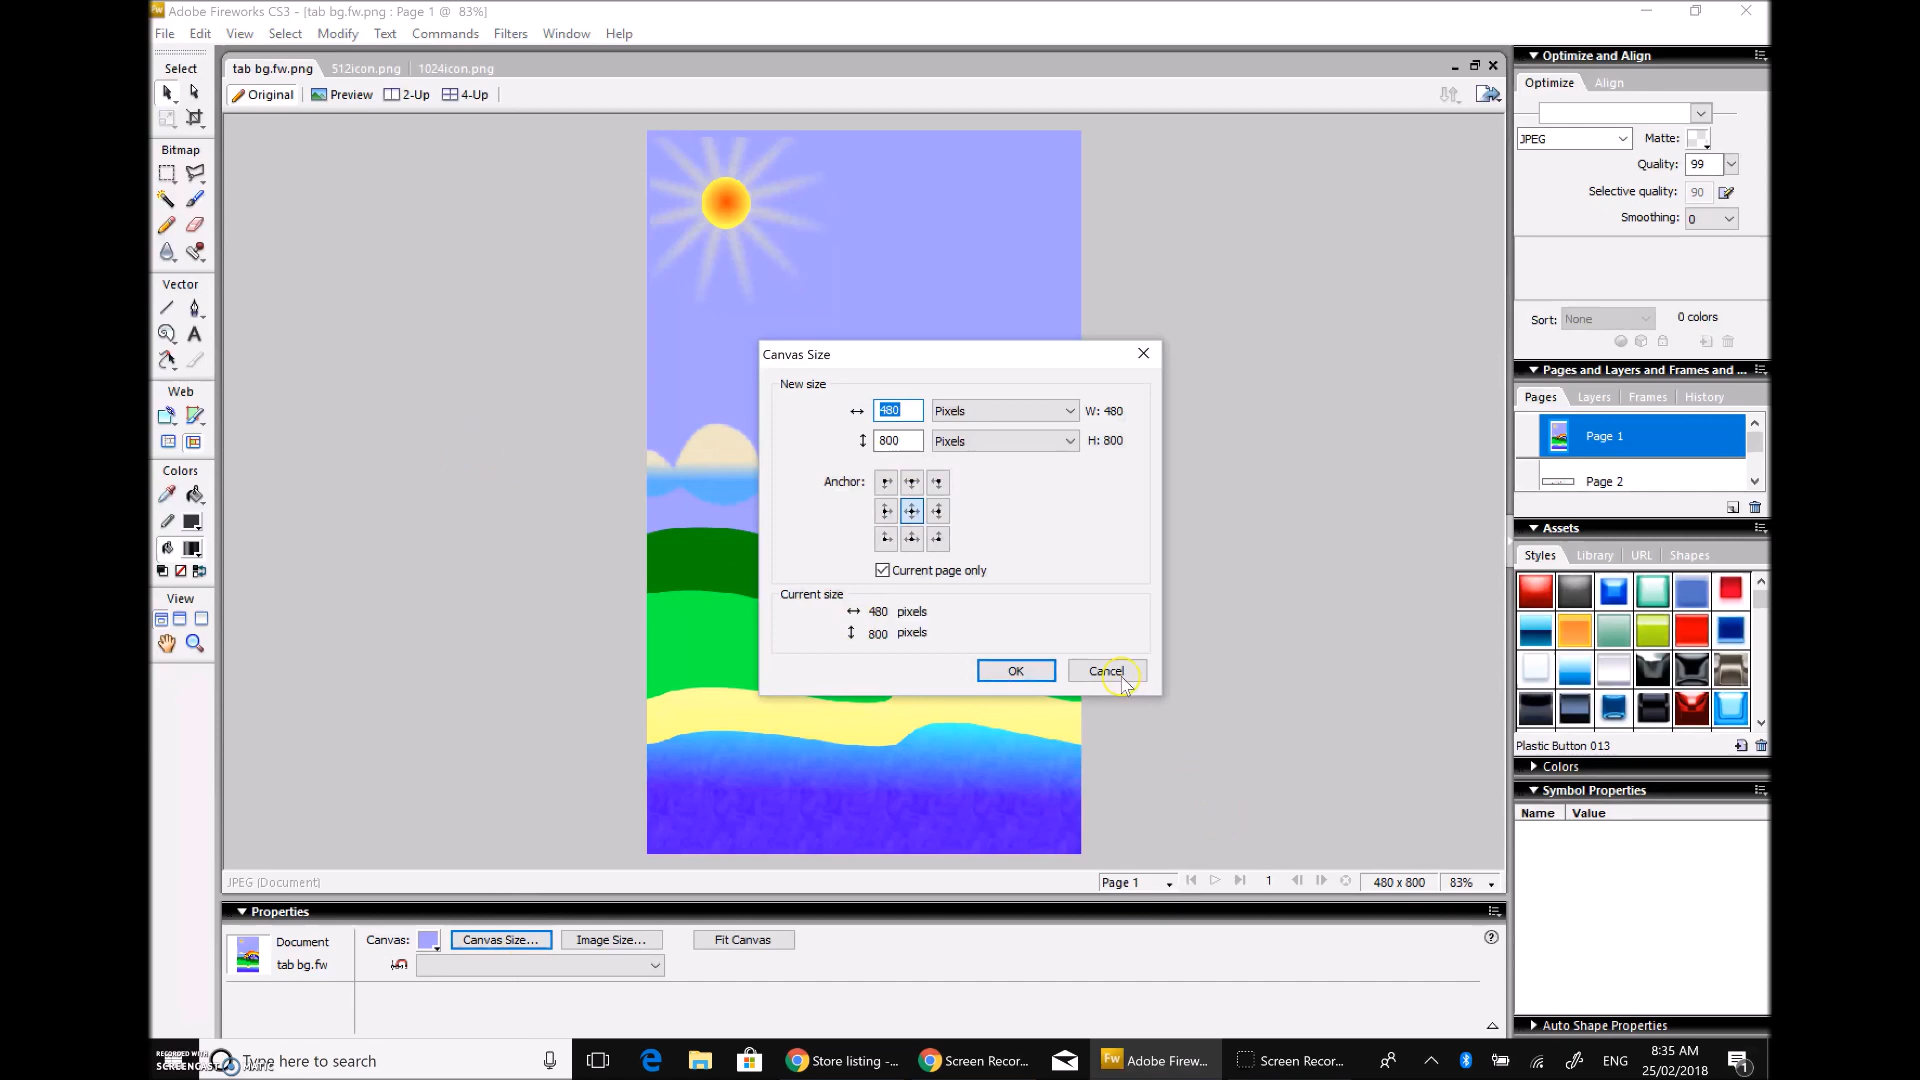 Adobe Fireworks CS3 - [tab bg.fw.png : Page 1 @ 83%]
File Edit View Select Modify Text Commands Filters Window Help
Select
Bitmap
Vector
Web
Colors
View
tab bg.fw.png 512icon.png 1024icon.png
Original Preview 2-Up 4-Up
Canvas Size
New size
480 Pixels W: 480
800 Pixels H: 800
Anchor:
Current page only
Current size
480 pixels
800 pixels
OK Cancel
JPEG (Document)
Page 1 1 480 x 800 83%
Properties
Document
tab bg.fw
Canvas: Canvas Size... Image Size... Fit Canvas
Optimize and Align
Optimize Align
JPEG Matte:
Quality: 99
Selective quality: 90
Smoothing: 0
Sort: None 0 colors
Pages and Layers and Frames and ...
Pages Layers Frames History
Page 1
Page 2
Assets
Styles Library URL Shapes
Plastic Button 013
Colors
Symbol Properties
Name Value
Auto Shape Properties
RECORDED WITH
SCREENCAST MATIC
Type here to search
Store listing -...
Screen Recor...
Fw Adobe Firew...
Screen Recor...
ENG
8:35 AM
25/02/2018
1